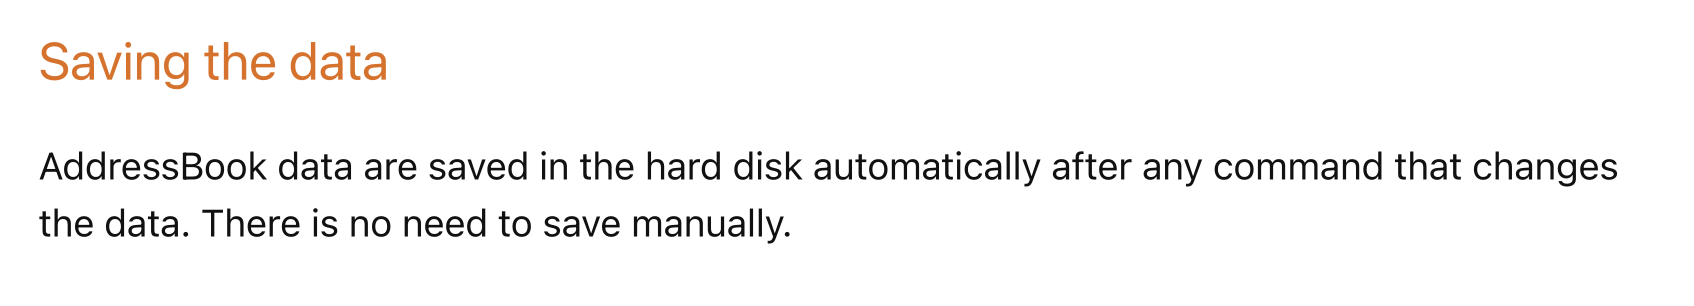 Saving the data
AddressBook data are saved in the hard disk automatically after any command that changes
the data. There is no need to save manually.